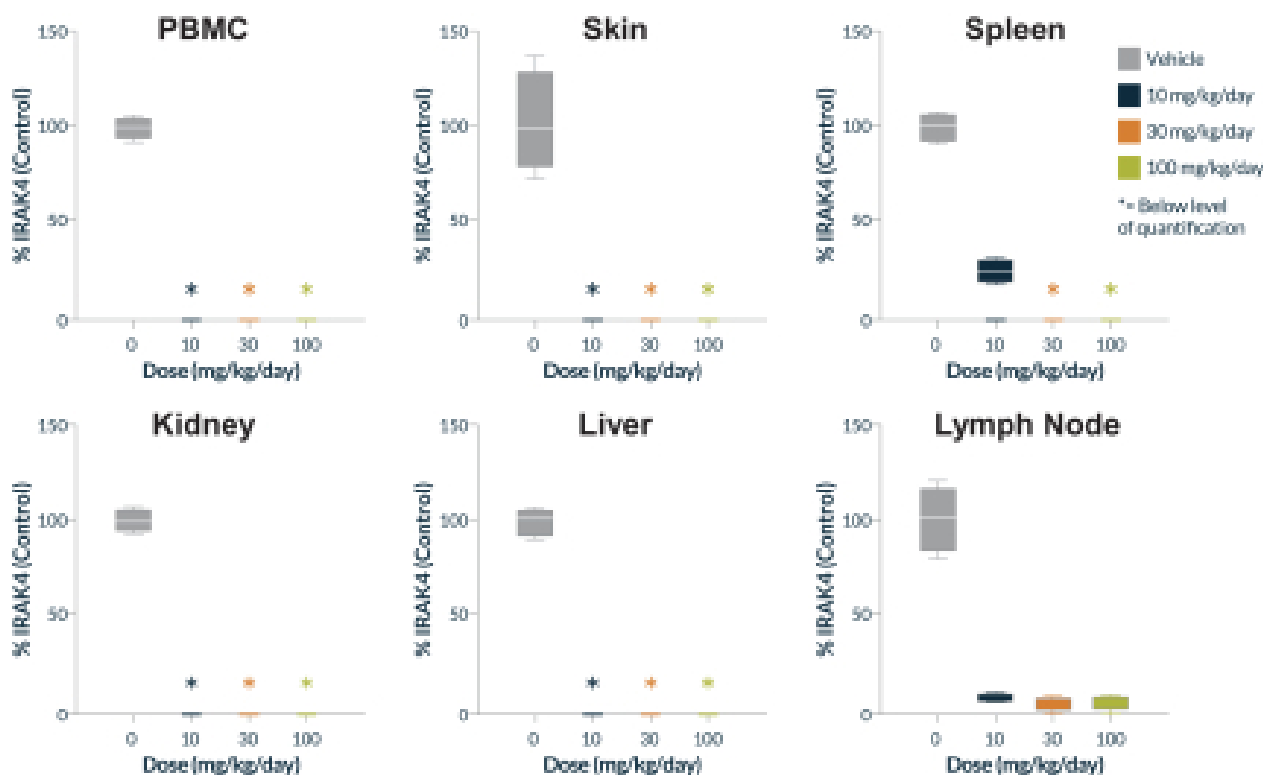 PBMC
150
100
50
0
% IRAK4 (Control)
* * *
0 10 30 100
Dose (mg/kg/day)
Skin
150
100
50
0
% IRAK4 (Control)
* * *
0 10 30 100
Dose (mg/kg/day)
Spleen
150
100
50
0
% IRAK4 (Control)
* *
0 10 30 100
Dose (mg/kg/day)
Vehicle
10 mg/kg/day
30 mg/kg/day
100 mg/kg/day
*= Below level
of quantification
Kidney
150
100
50
0
% IRAK4 (Control)
* * *
0 10 30 100
Dose (mg/kg/day)
Liver
150
100
50
0
% IRAK4 (Control)
* * *
0 10 30 100
Dose (mg/kg/day)
Lymph Node
150
100
50
0
% IRAK4 (Control)
0 10 30 100
Dose (mg/kg/day)